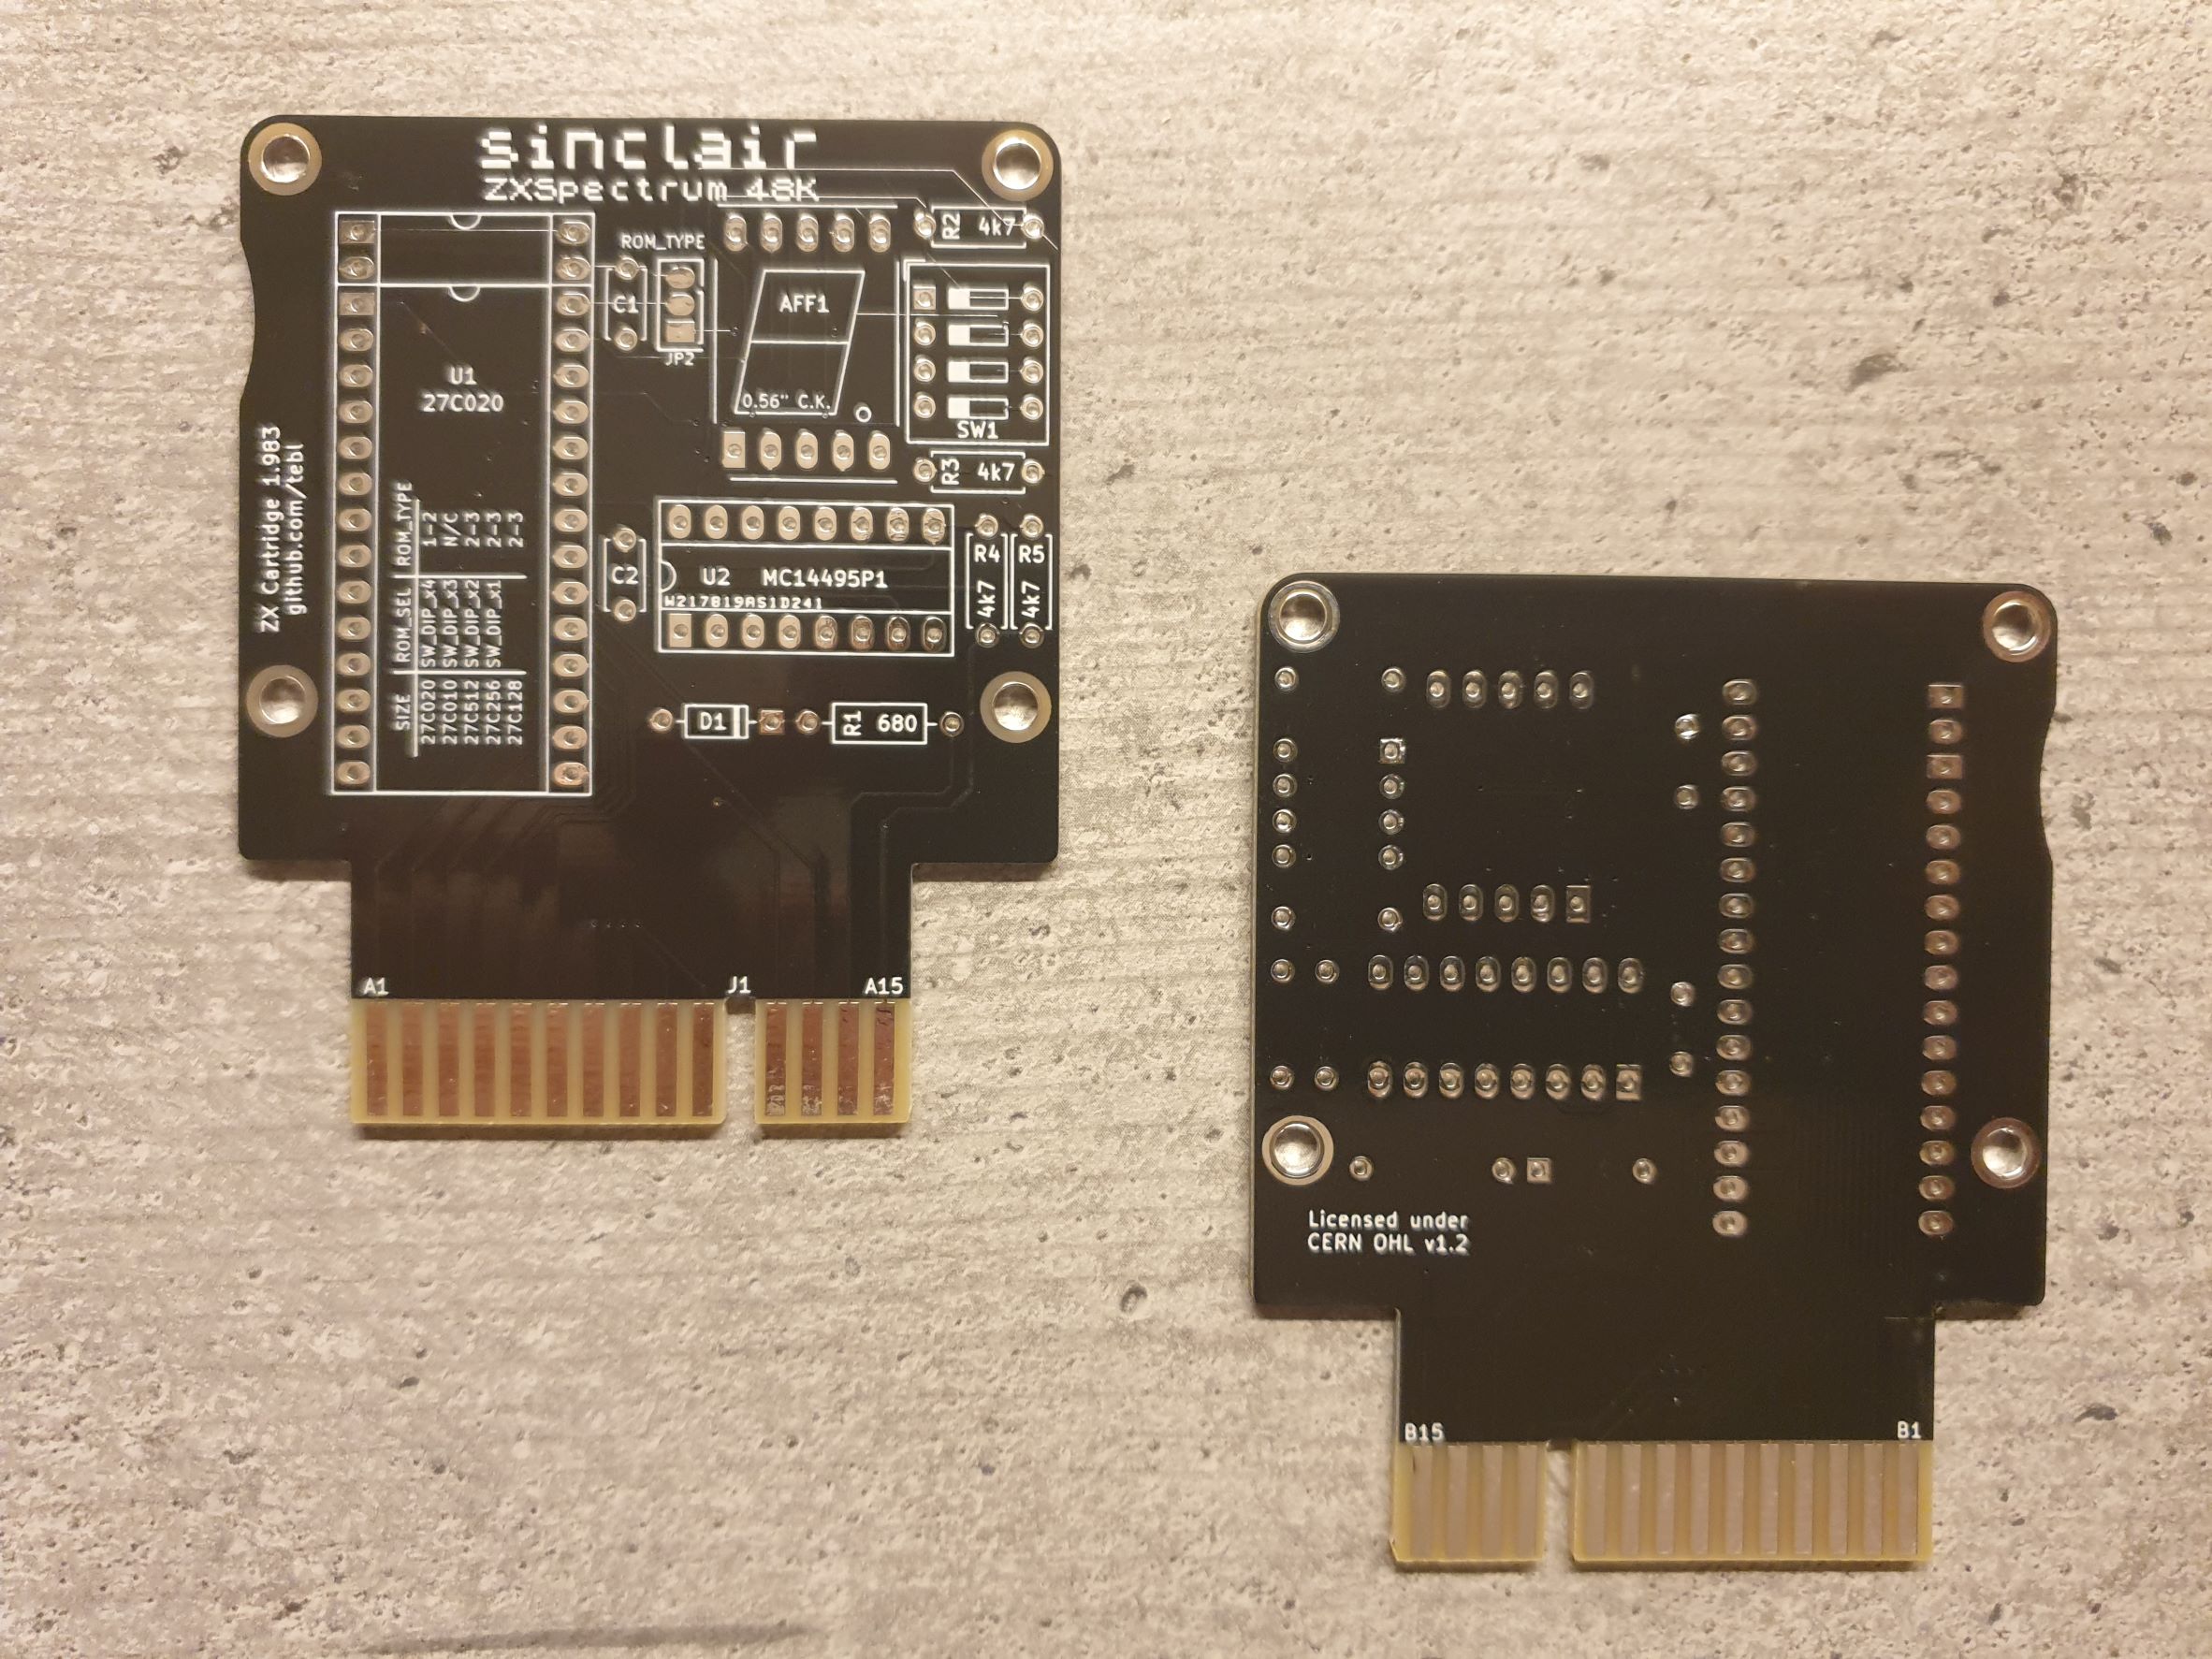 sinclair
ZXSpectrum 48K
ROM_TYPE
R2 4k7
C1
AFF1
JP2
U1
27C020
0.56" C.K.
SW1
R3 4k7
ZX Cartridge 1.983
github.com/tebl
SIZE ROM_SEL ROM_TYPE
27C020 SW_DIP_x4 1-2
27C010 SW_DIP_x3 N/C
27C512 SW_DIP_x2 2-3
27C256 SW_DIP_x1 2-3
27C128 2-3
C2
U2 MC14495P1
W217819AS1D241
R4 4k7
R5 4k7
D1
R1 680
A1
J1
A15
Licensed under
CERN OHL v1.2
B15
B1